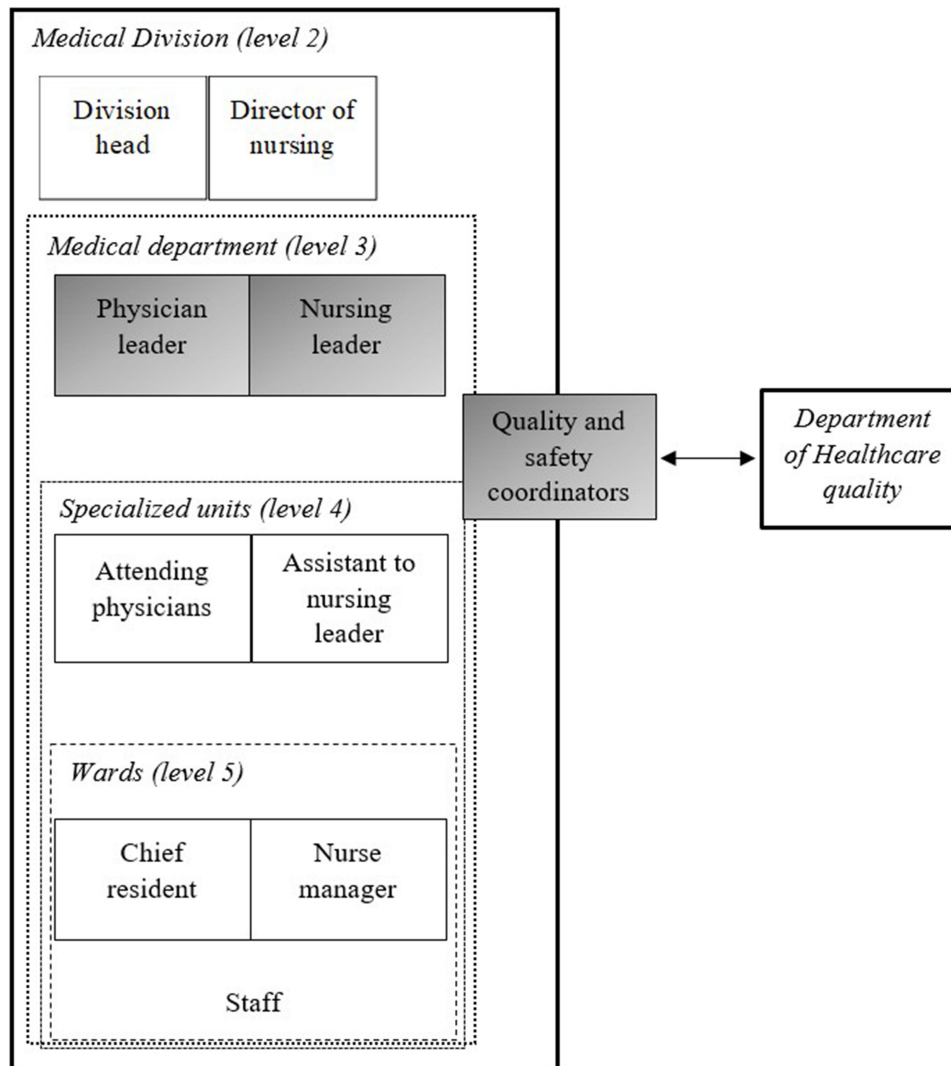 Medical Division (level 2)
Division
head
Director of
nursing
Medical department (level 3)
Physician
leader
Nursing
leader
Quality and
safety
coordinators
Department
of Healthcare
quality
Specialized units (level 4)
Attending
physicians
Assistant to
nursing
leader
Wards (level 5)
Chief
resident
Nurse
manager
Staff